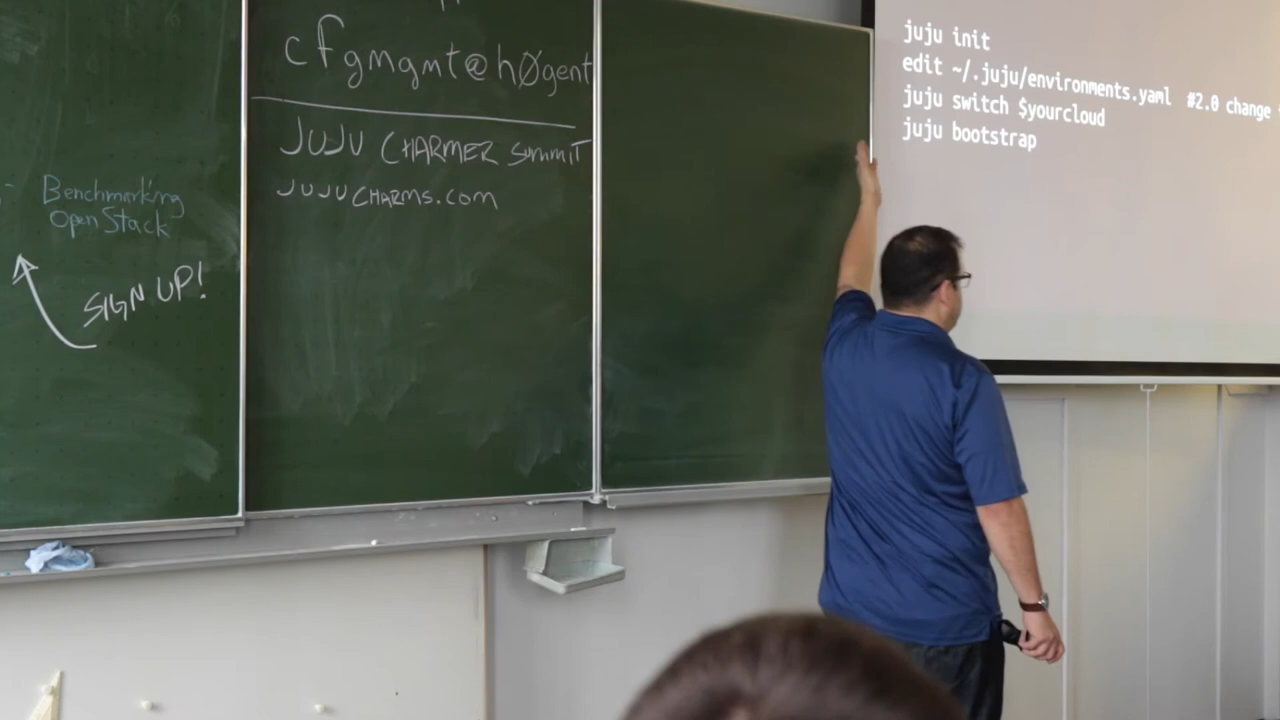 Benchmarking
OpenStack
SIGN UP!
cfgmgmt@hØgent
JUJU CHARMER SUMMIT
JUJUCHARMS.COM
juju init
edit ~/.juju/environments.yaml #2.0 change
juju switch $yourcloud
juju bootstrap